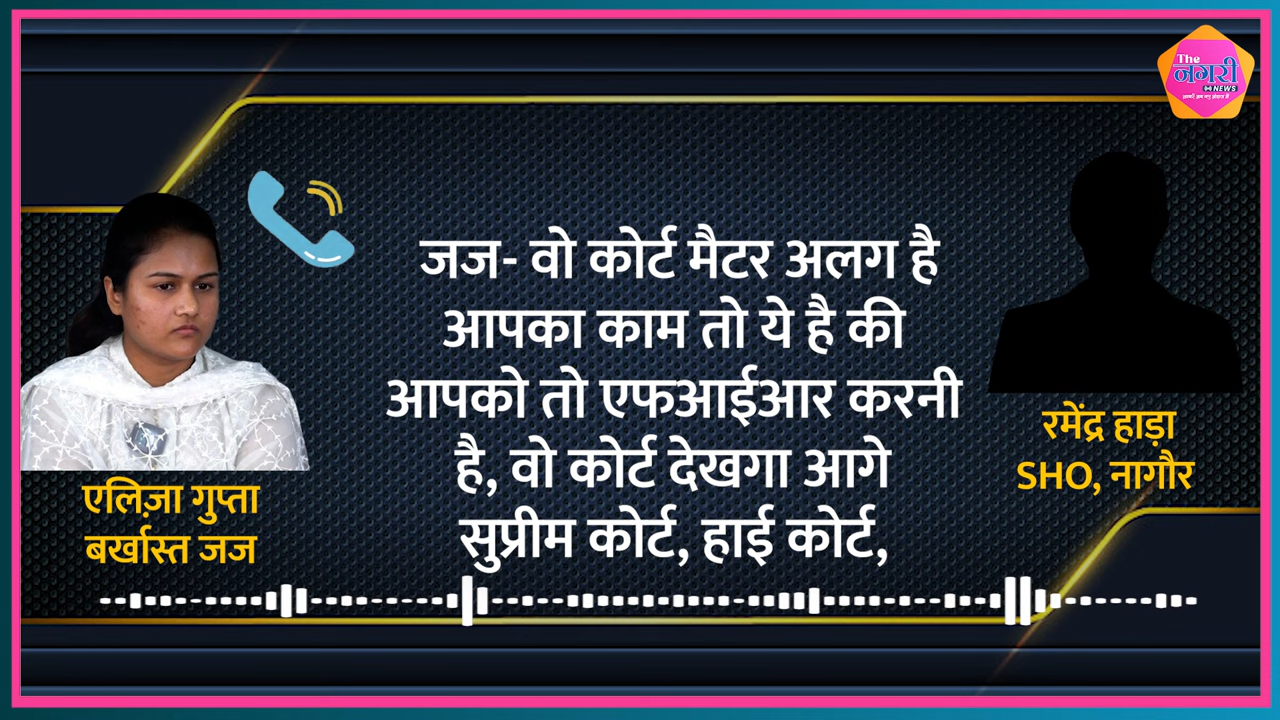 The
नगरी
NEWS
जज- वो कोर्ट मैटर अलग है
आपका काम तो ये है की
आपको तो एफआईआर करनी
है, वो कोर्ट देखगा आगे
सुप्रीम कोर्ट, हाई कोर्ट,
एलिज़ा गुप्ता
बर्खास्त जज
रमेंद्र हाड़ा
SHO, नागौर